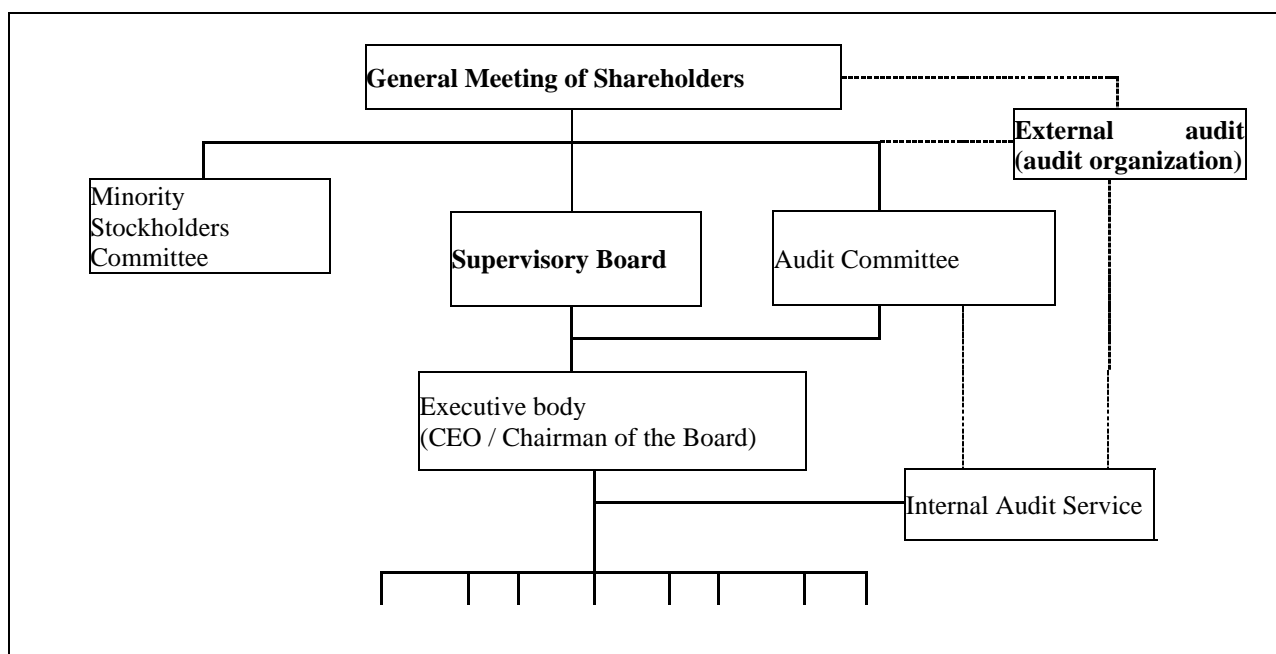 General Meeting of Shareholders
External audit
(audit organization)
Minority
Stockholders
Committee
Supervisory Board
Audit Committee
Executive body
(CEO / Chairman of the Board)
Internal Audit Service